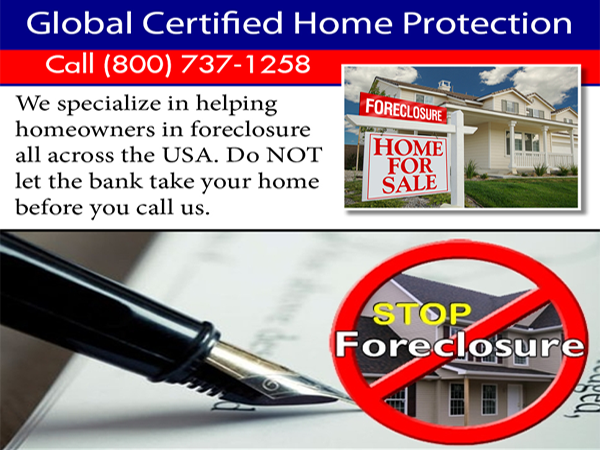 Global Certified Home Protection
Call (800) 737-1258
We specialize in helping
homeowners in foreclosure
all across the USA. Do NOT
let the bank take your home
before you call us.
FORECLOSURE
HOME
FOR
SALE
STOP
Foreclosure